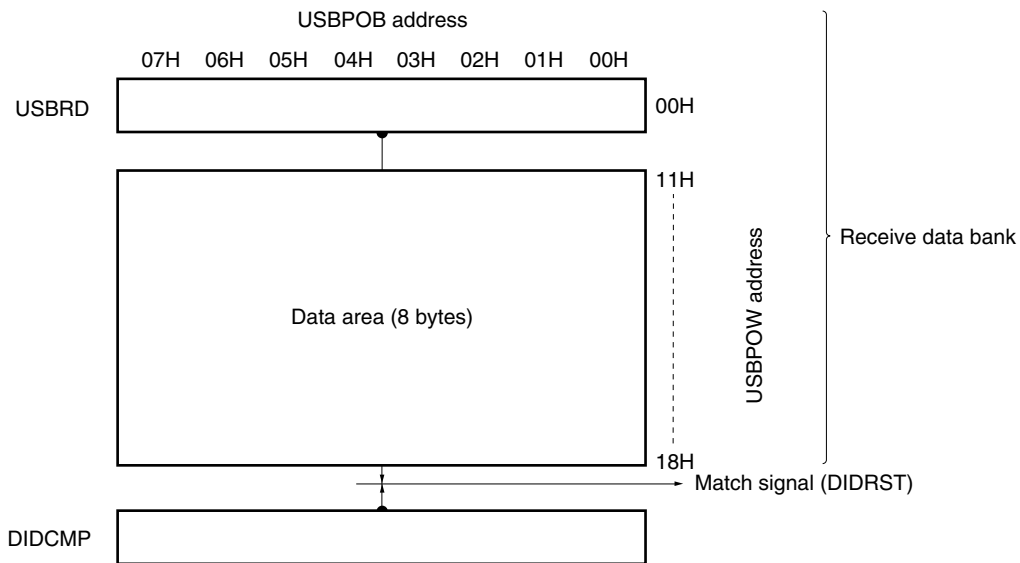 USBPOB address
07H 06H 05H 04H 03H 02H 01H 00H
USBRD
00H
11H
USBPOW address
Receive data bank
Data area (8 bytes)
18H
Match signal (DIDRST)
DIDCMP